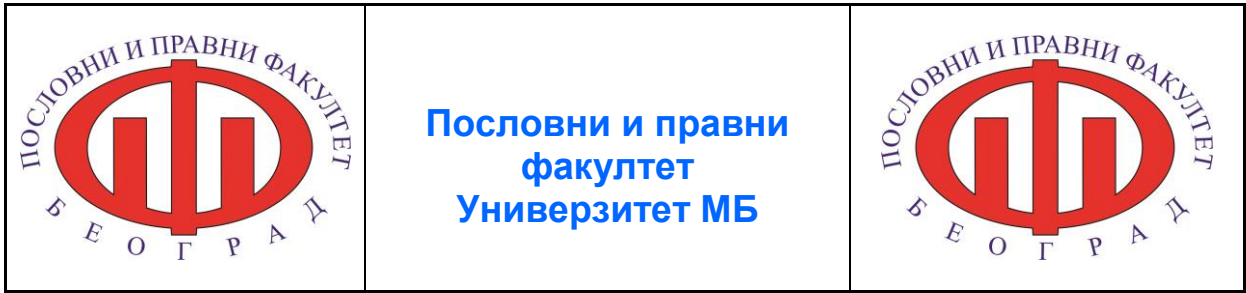 ПОСЛОВНИ И ПРАВНИ ФАКУЛТЕТ
БЕОГРАД
Пословни и правни
факултет
Универзитет МБ
ПОСЛОВНИ И ПРАВНИ ФАКУЛТЕТ
БЕОГРАД